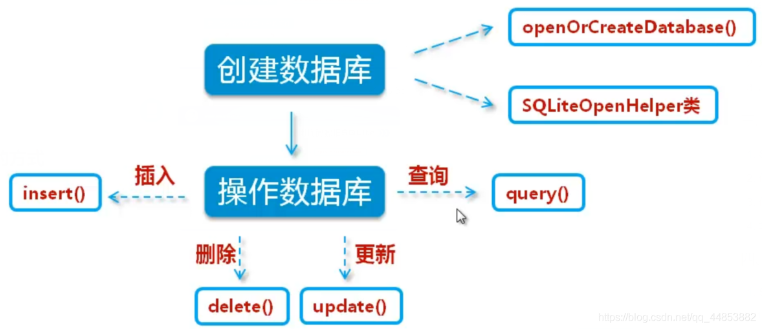 openOrCreateDatabase()
创建数据库
SQLiteOpenHelper类
插入
查询
insert()
操作数据库
query()
删除
更新
delete()
update()
https://blog.csdn.net/qq_44853882